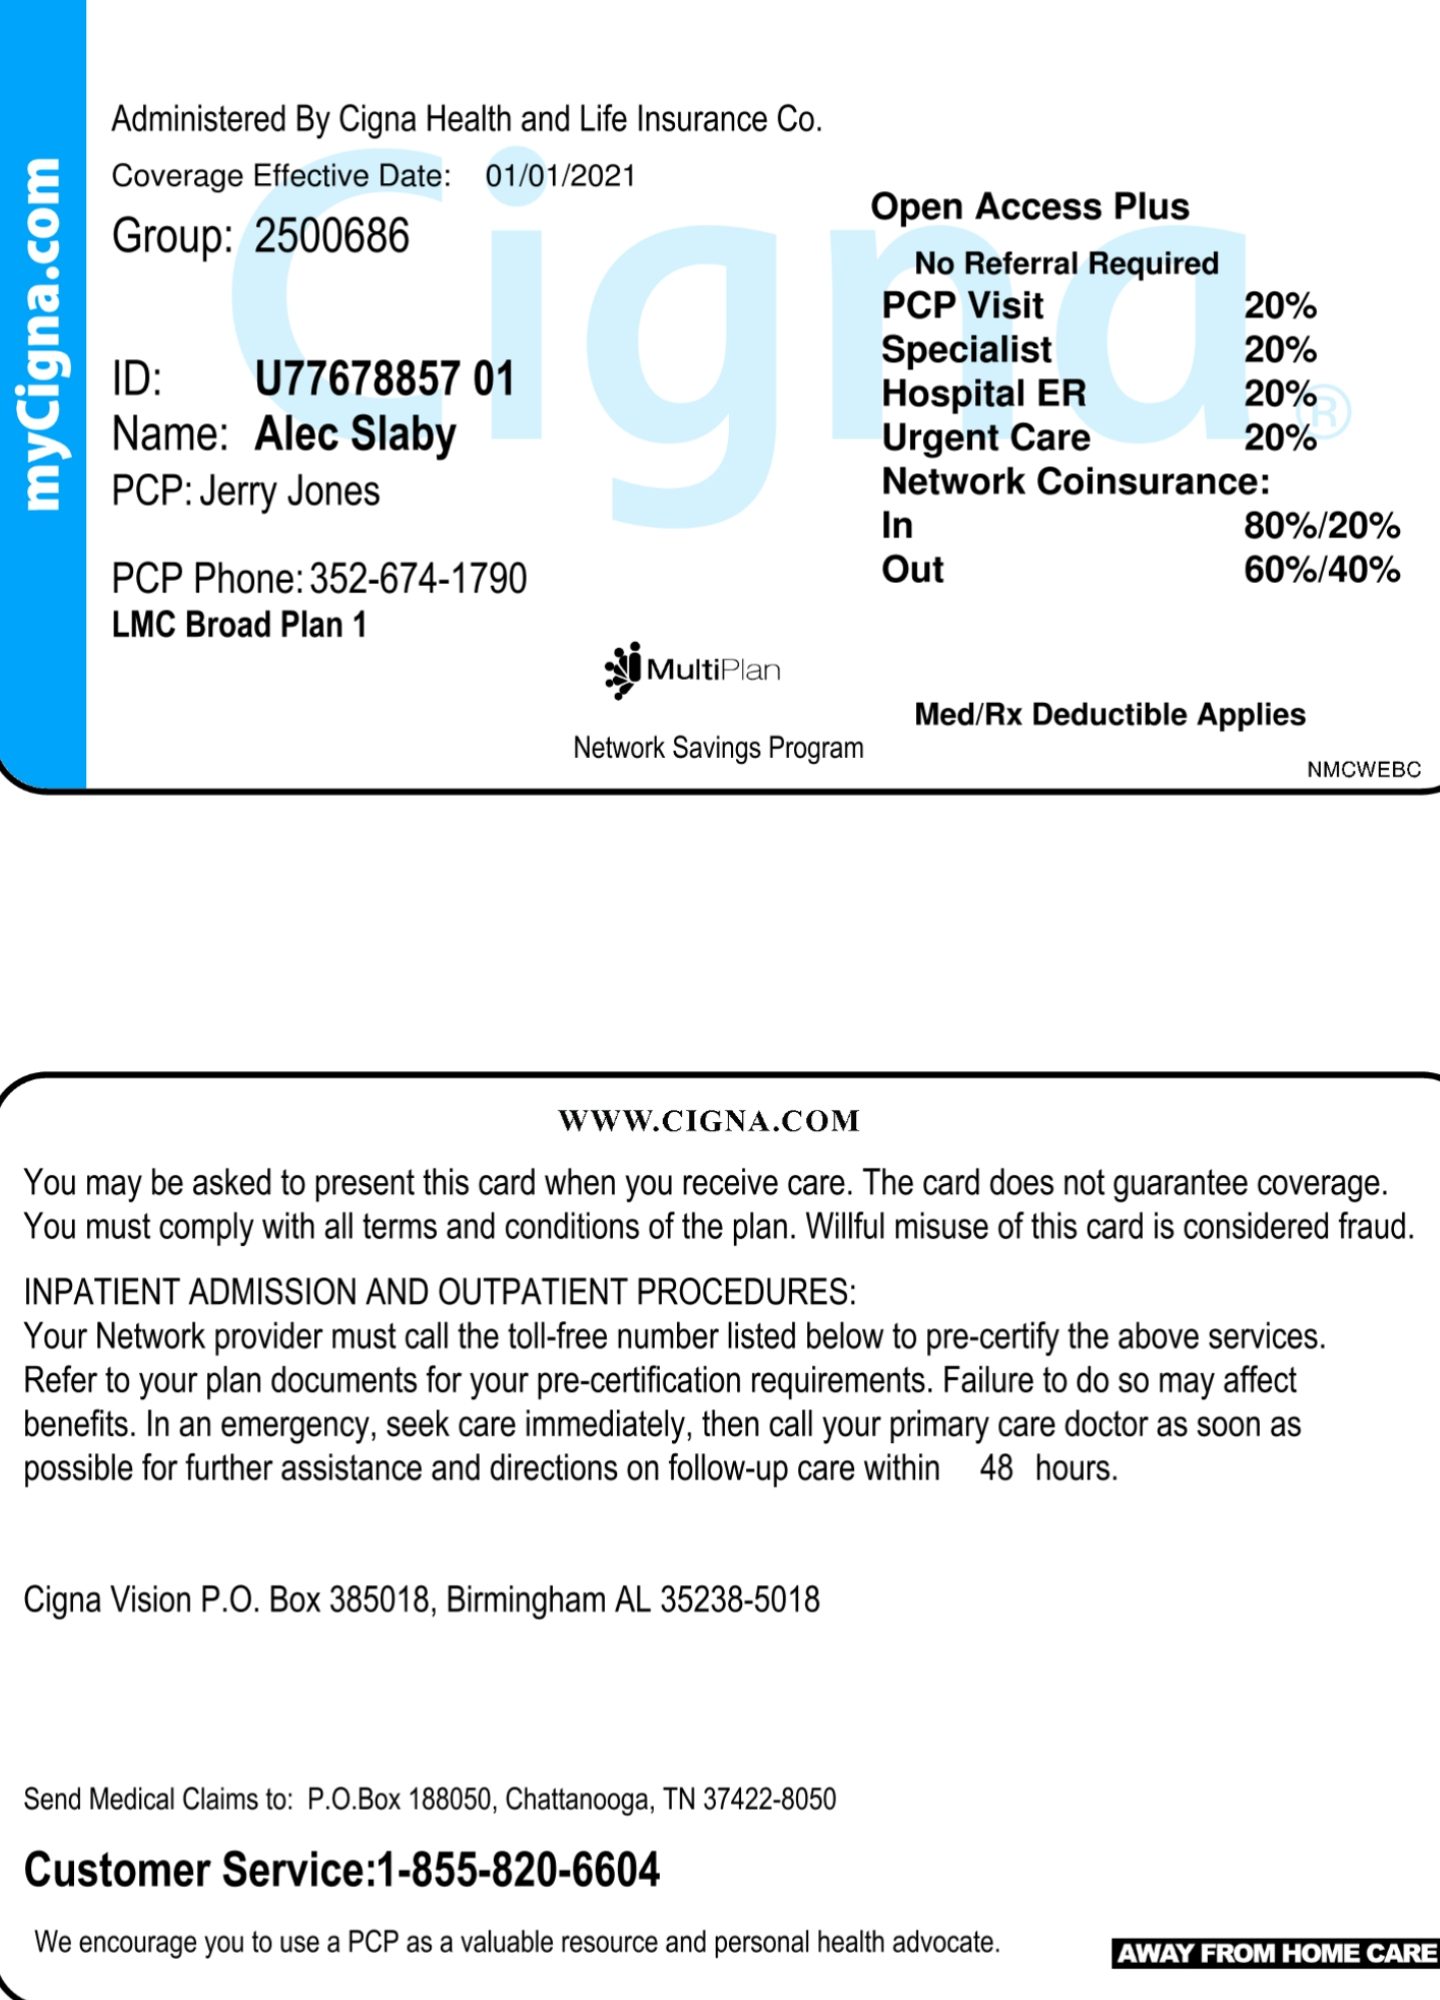 myCigna.com
Cigna®
Administered By Cigna Health and Life Insurance Co.
Coverage Effective Date: 01/01/2021
Group: 2500686
ID: U77678857 01
Name: Alec Slaby
PCP: Jerry Jones
PCP Phone: 352-674-1790
LMC Broad Plan 1
MultiPlan
Network Savings Program
Open Access Plus
No Referral Required
PCP Visit 20%
Specialist 20%
Hospital ER 20%
Urgent Care 20%
Network Coinsurance:
In 80%/20%
Out 60%/40%
Med/Rx Deductible Applies
NMCWEBC
WWW.CIGNA.COM
You may be asked to present this card when you receive care. The card does not guarantee coverage.
You must comply with all terms and conditions of the plan. Willful misuse of this card is considered fraud.
INPATIENT ADMISSION AND OUTPATIENT PROCEDURES:
Your Network provider must call the toll-free number listed below to pre-certify the above services.
Refer to your plan documents for your pre-certification requirements. Failure to do so may affect
benefits. In an emergency, seek care immediately, then call your primary care doctor as soon as
possible for further assistance and directions on follow-up care within 48 hours.
Cigna Vision P.O. Box 385018, Birmingham AL 35238-5018
Send Medical Claims to: P.O.Box 188050, Chattanooga, TN 37422-8050
Customer Service:1-855-820-6604
We encourage you to use a PCP as a valuable resource and personal health advocate.
AWAY FROM HOME CARE